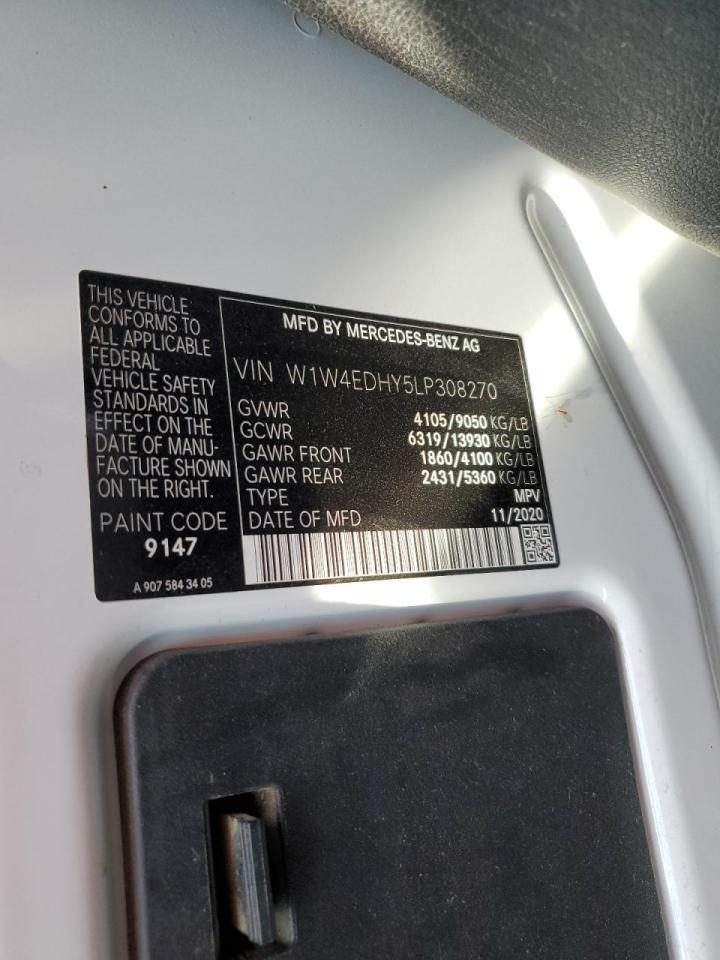 THIS VEHICLE
CONFORMS TO
ALL APPLICABLE
FEDERAL
VEHICLE SAFETY
STANDARDS IN
EFFECT ON THE
DATE OF MANU-
FACTURE SHOWN
ON THE RIGHT.
PAINT CODE
9147
A 907 584 34 05
MFD BY MERCEDES-BENZ AG
VIN W1W4EDHY5LP308270
GVWR 4105/9050 KG/LB
GCWR 6319/13930 KG/LB
GAWR FRONT 1860/4100 KG/LB
GAWR REAR 2431/5360 KG/LB
TYPE MPV
DATE OF MFD 11/2020